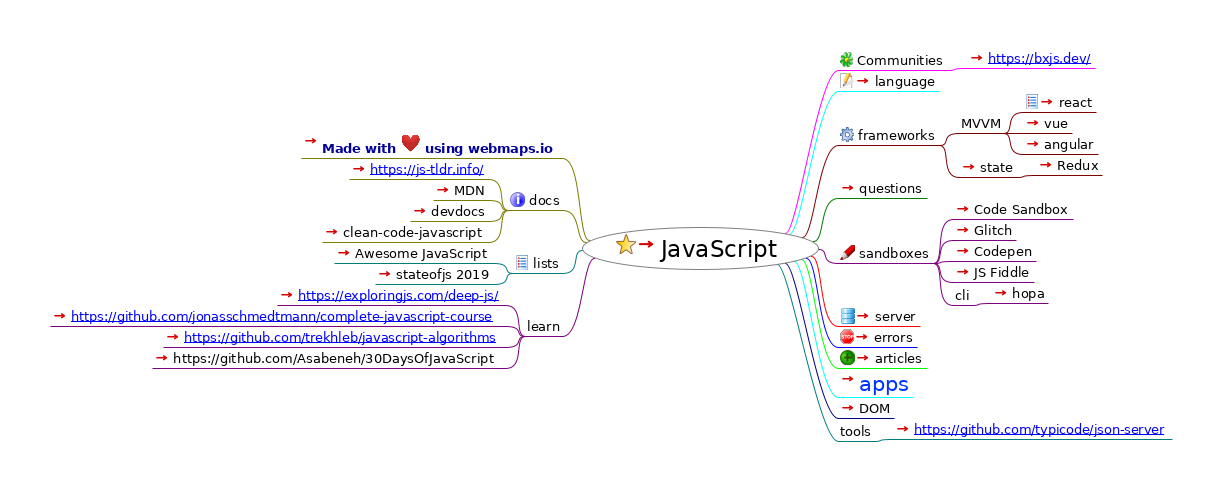 JavaScript
Made with ❤ using webmaps.io
docs
https://js-tldr.info/
MDN
devdocs
clean-code-javascript
lists
Awesome JavaScript
stateofjs 2019
learn
https://exploringjs.com/deep-js/
https://github.com/jonasschmedtmann/complete-javascript-course
https://github.com/trekhleb/javascript-algorithms
https://github.com/Asabeneh/30DaysOfJavaScript
Communities
https://bxjs.dev/
language
frameworks
MVVM
react
vue
angular
state
Redux
questions
sandboxes
Code Sandbox
Glitch
Codepen
JS Fiddle
cli
hopa
server
STOP
errors
articles
apps
DOM
tools
https://github.com/typicode/json-server